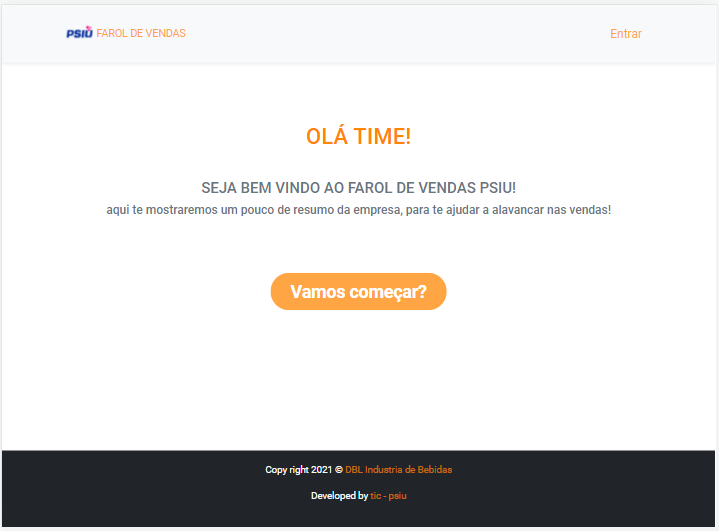 PSIÚ FAROL DE VENDAS
Entrar
OLÁ TIME!
SEJA BEM VINDO AO FAROL DE VENDAS PSIU!
aqui te mostraremos um pouco de resumo da empresa, para te ajudar a alavancar nas vendas!
Vamos começar?
Copy right 2021 © DBL Industria de Bebidas
Developed by tic - psiu